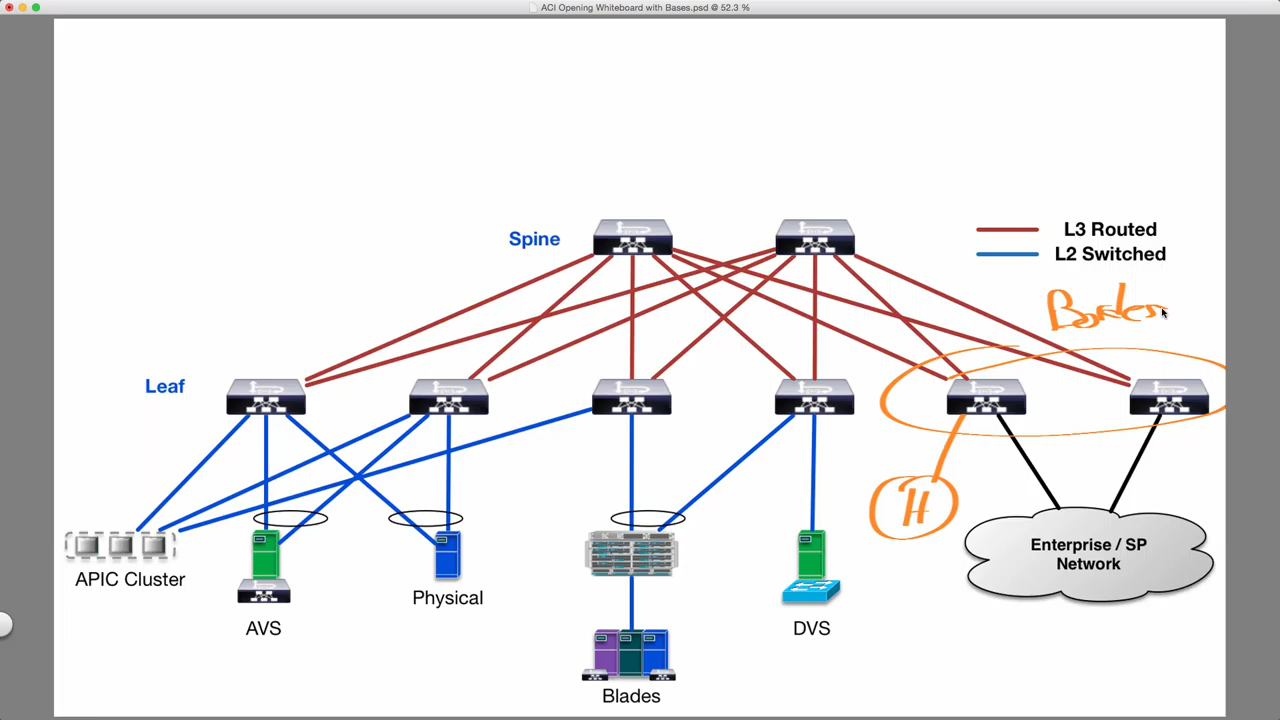 ACI Opening Whiteboard with Bases.psd @ 52.3 %
Spine
L3 Routed
L2 Switched
Border
Leaf
H
APIC Cluster
AVS
Physical
Blades
DVS
Enterprise / SP
Network